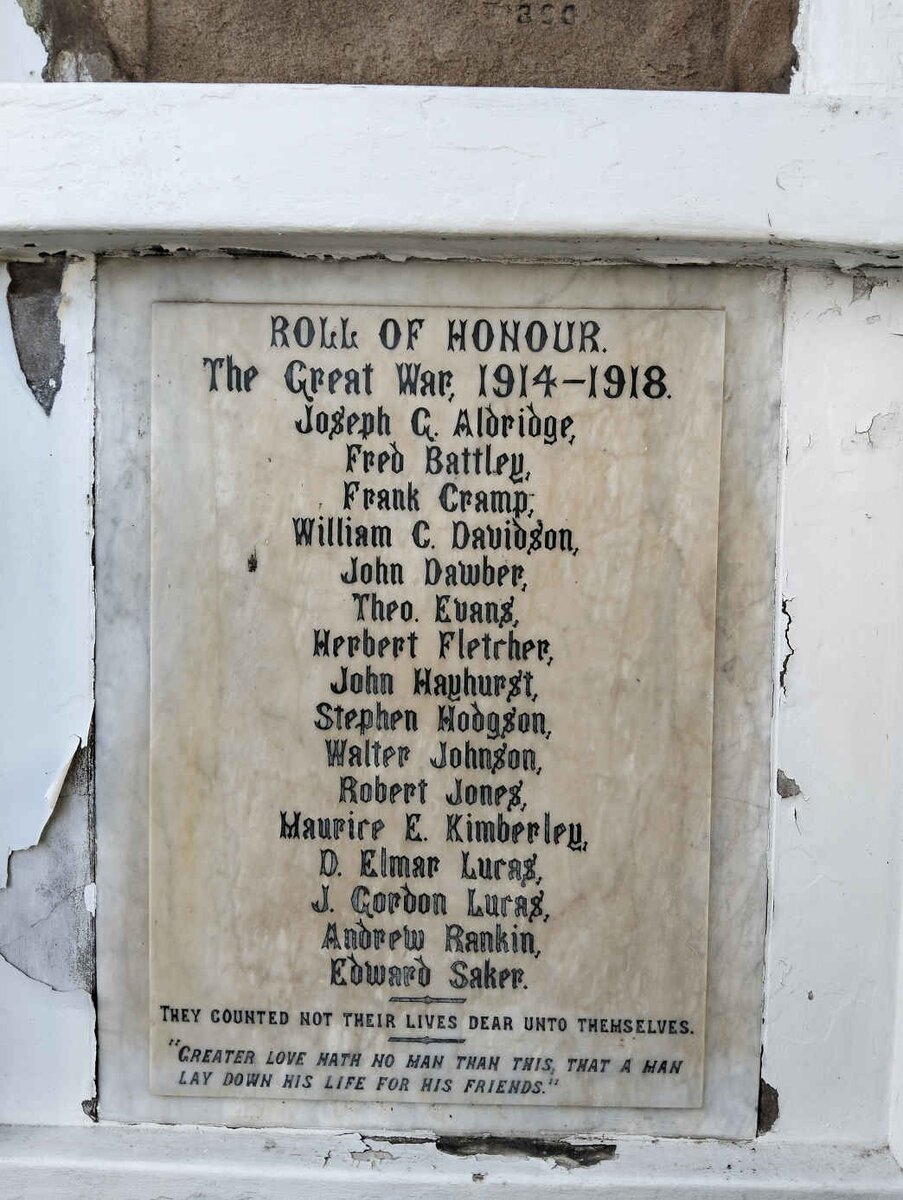 ROLL OF HONOUR.
The Great War, 1914-1918.
Joseph G. Aldridge,
Fred Battley,
Frank Cramp,
William C. Davidson,
John Dawber,
Theo. Evans,
Herbert Fletcher,
John Hayhurst,
Stephen Hodgson,
Walter Johnson,
Robert Jones,
Maurice E. Kimberley,
D. Elmar Lucas,
J. Gordon Lucas,
Andrew Rankin,
Edward Saker.
THEY COUNTED NOT THEIR LIVES DEAR UNTO THEMSELVES.
"GREATER LOVE HATH NO MAN THAN THIS, THAT A MAN
LAY DOWN HIS LIFE FOR HIS FRIENDS."